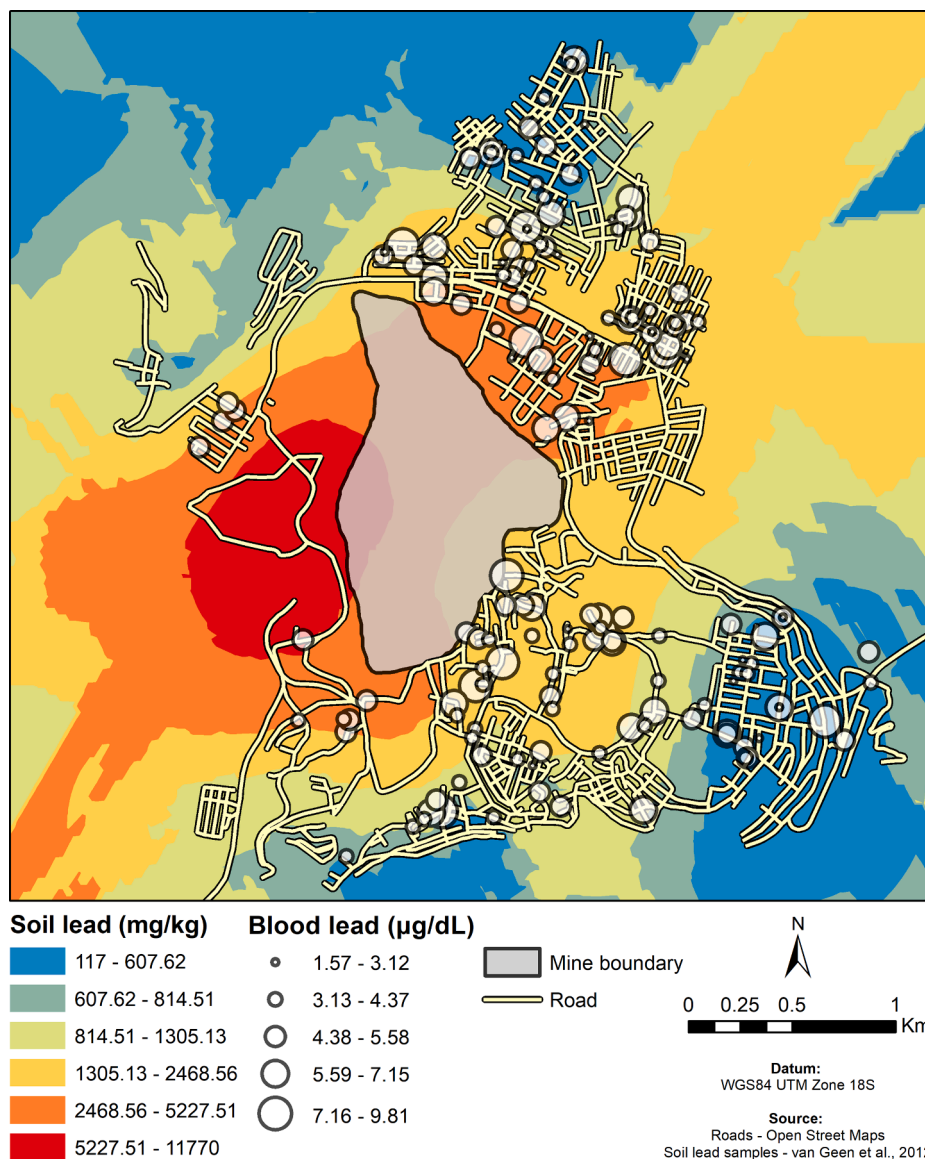 Soil lead (mg/kg)
117 - 607.62
607.62 - 814.51
814.51 - 1305.13
1305.13 - 2468.56
2468.56 - 5227.51
5227.51 - 11770
Blood lead (µg/dL)
1.57 - 3.12
3.13 - 4.37
4.38 - 5.58
5.59 - 7.15
7.16 - 9.81
Mine boundary
Road
N
0 0.25 0.5 1
Km
Datum:
WGS84 UTM Zone 18S
Source:
Roads - Open Street Maps
Soil lead samples - van Geen et al., 2012